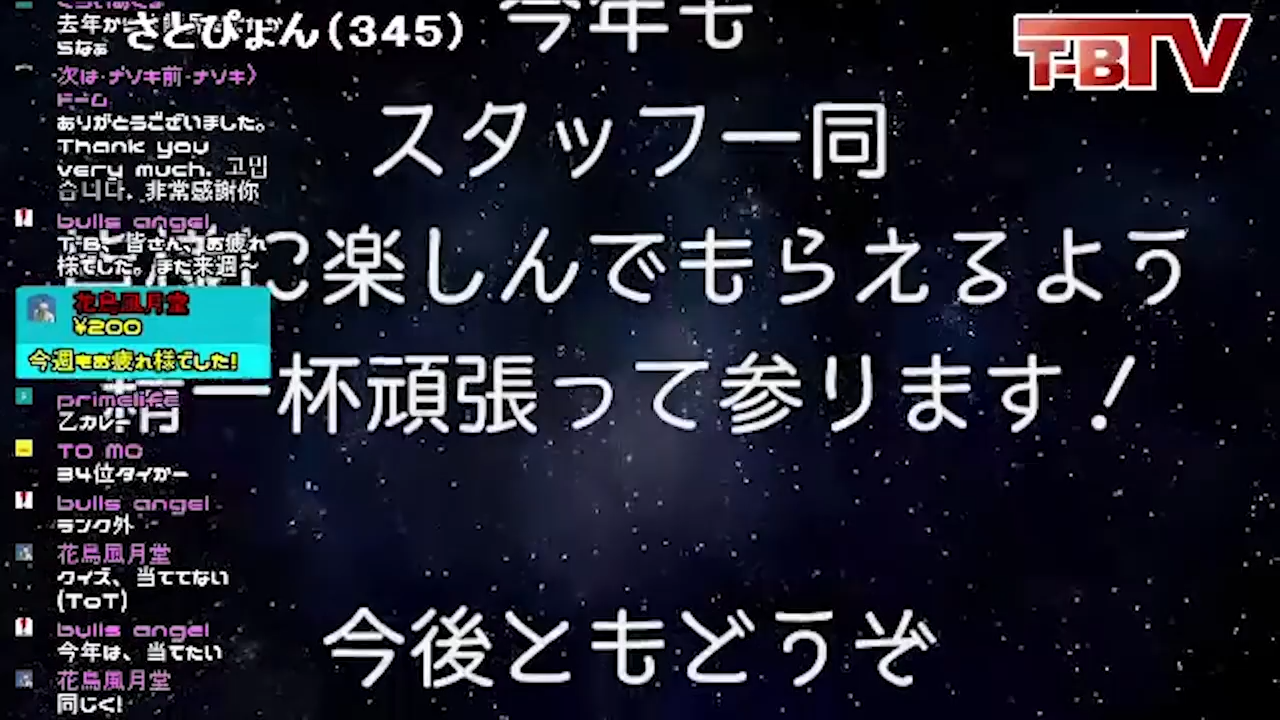 去年か
さとぴょん(345)
今年も
T-BTV
5なぁ
次は ナゾキ前 ナゾキ〉
ドーム
ありがとうございました。
Thank you
very much. 고맙
습니다. 非常感謝你
スタッフ一同
bulls angel
T-B、皆さん、お疲れ
様でした。また来週～
に楽しんでもらえるよう
花鳥風月堂
¥200
今週もお疲れ様でした!
精一杯頑張って参ります！
primelife
乙カレー
TO MO
34位タイガー
bulls angel
ランク外
花鳥風月堂
クイズ、当ててない
(ToT)
bulls angel
今年は、当てたい
花鳥風月堂
同じく!
今後ともどうぞ